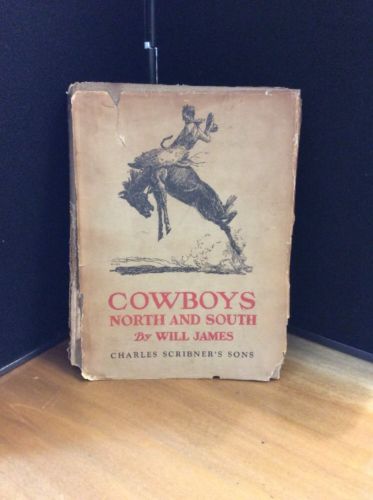 COWBOYS
NORTH AND SOUTH
By WILL JAMES
CHARLES SCRIBNER'S SONS